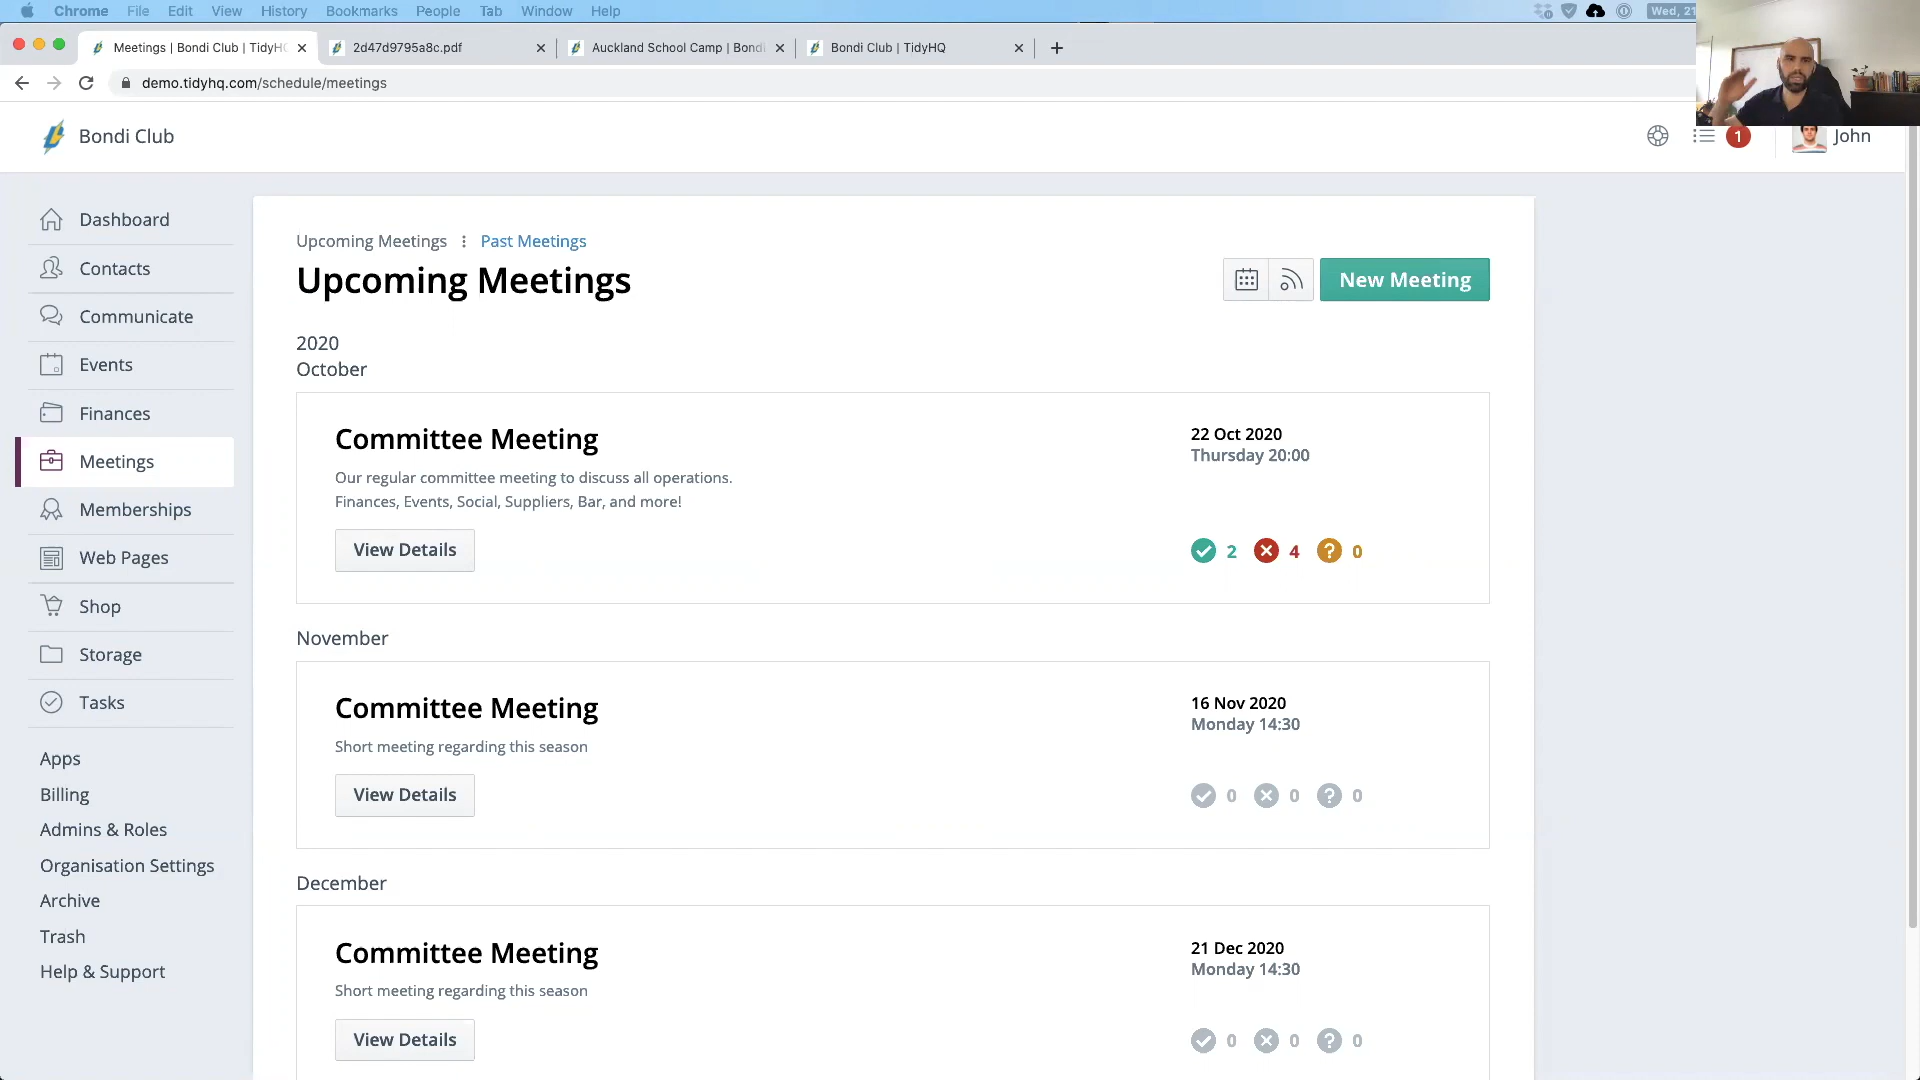 Chrome File Edit View History Bookmarks People Tab Window Help
Wed, 21
Meetings | Bondi Club | TidyHQ
2d47d9795a8c.pdf
Auckland School Camp | Bondi
Bondi Club | TidyHQ
demo.tidyhq.com/schedule/meetings
Bondi Club
1
John
Dashboard
Contacts
Communicate
Events
Finances
Meetings
Memberships
Web Pages
Shop
Storage
Tasks
Apps
Billing
Admins & Roles
Organisation Settings
Archive
Trash
Help & Support
Upcoming Meetings Past Meetings
Upcoming Meetings
New Meeting
2020
October
Committee Meeting
22 Oct 2020
Thursday 20:00
Our regular committee meeting to discuss all operations.
Finances, Events, Social, Suppliers, Bar, and more!
View Details
2 4 ? 0
November
Committee Meeting
16 Nov 2020
Monday 14:30
Short meeting regarding this season
View Details
0 0 ? 0
December
Committee Meeting
21 Dec 2020
Monday 14:30
Short meeting regarding this season
View Details
0 0 ? 0